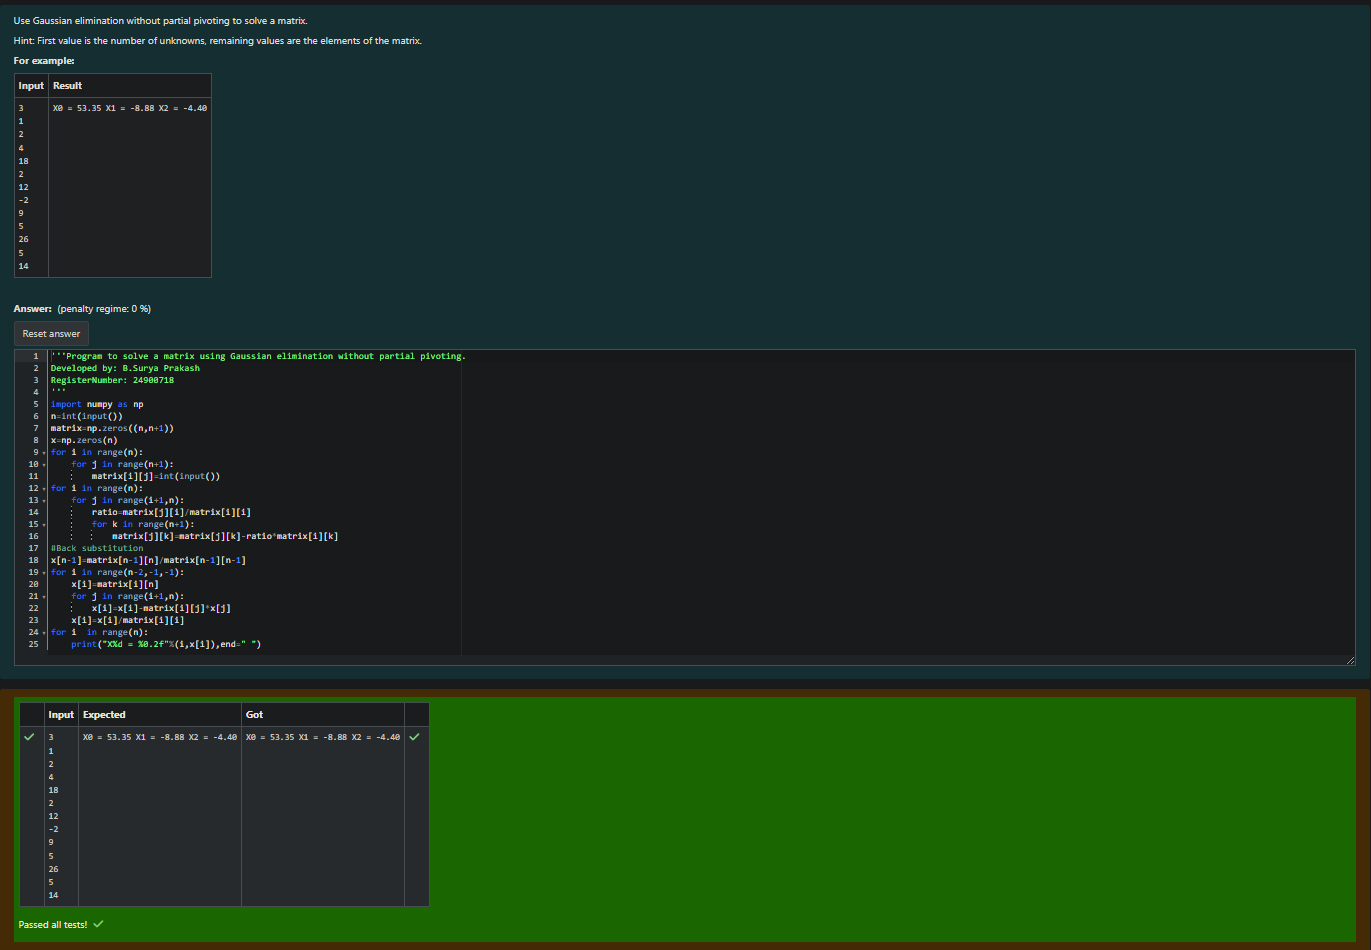 Use Gaussian elimination without partial pivoting to solve a matrix.
Hint: First value is the number of unknowns, remaining values are the elements of the matrix.
For example:
Input Result
3 X0 = 53.35 X1 = -8.88 X2 = -4.40
1
2
4
18
2
12
-2
9
5
26
5
14
Answer: (penalty regime: 0 %)
Reset answer
1 '''Program to solve a matrix using Gaussian elimination without partial pivoting.
2 Developed by: B.Surya Prakash
3 RegisterNumber: 24900718
4 '''
5 import numpy as np
6 n=int(input())
7 matrix=np.zeros((n,n+1))
8 x=np.zeros(n)
9 for i in range(n):
10     for j in range(n+1):
11         matrix[i][j]=int(input())
12 for i in range(n):
13     for j in range(i+1,n):
14         ratio=matrix[j][i]/matrix[i][i]
15         for k in range(n+1):
16             matrix[j][k]=matrix[j][k]-ratio*matrix[i][k]
17 #Back substitution
18 x[n-1]=matrix[n-1][n]/matrix[n-1][n-1]
19 for i in range(n-2,-1,-1):
20     x[i]=matrix[i][n]
21     for j in range(i+1,n):
22         x[i]=x[i]-matrix[i][j]*x[j]
23     x[i]=x[i]/matrix[i][i]
24 for i  in range(n):
25     print("X%d = %0.2f"%(i,x[i]),end=" ")
Input Expected Got
3 X0 = 53.35 X1 = -8.88 X2 = -4.40 X0 = 53.35 X1 = -8.88 X2 = -4.40
1
2
4
18
2
12
-2
9
5
26
5
14
Passed all tests!